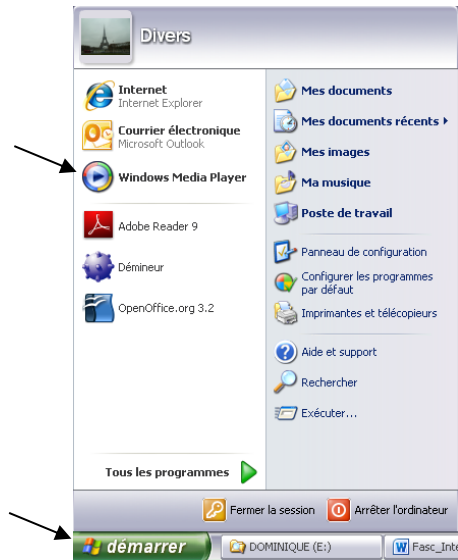 Divers
Internet
Internet Explorer
Courrier électronique
Microsoft Outlook
Windows Media Player
Adobe Reader 9
Démineur
OpenOffice.org 3.2
Tous les programmes
Mes documents
Mes documents récents
Mes images
Ma musique
Poste de travail
Panneau de configuration
Configurer les programmes
par défaut
Imprimantes et télécopieurs
Aide et support
Rechercher
Exécuter...
Fermer la session
Arrêter l'ordinateur
démarrer
DOMINIQUE (E:)
Fasc_Inte